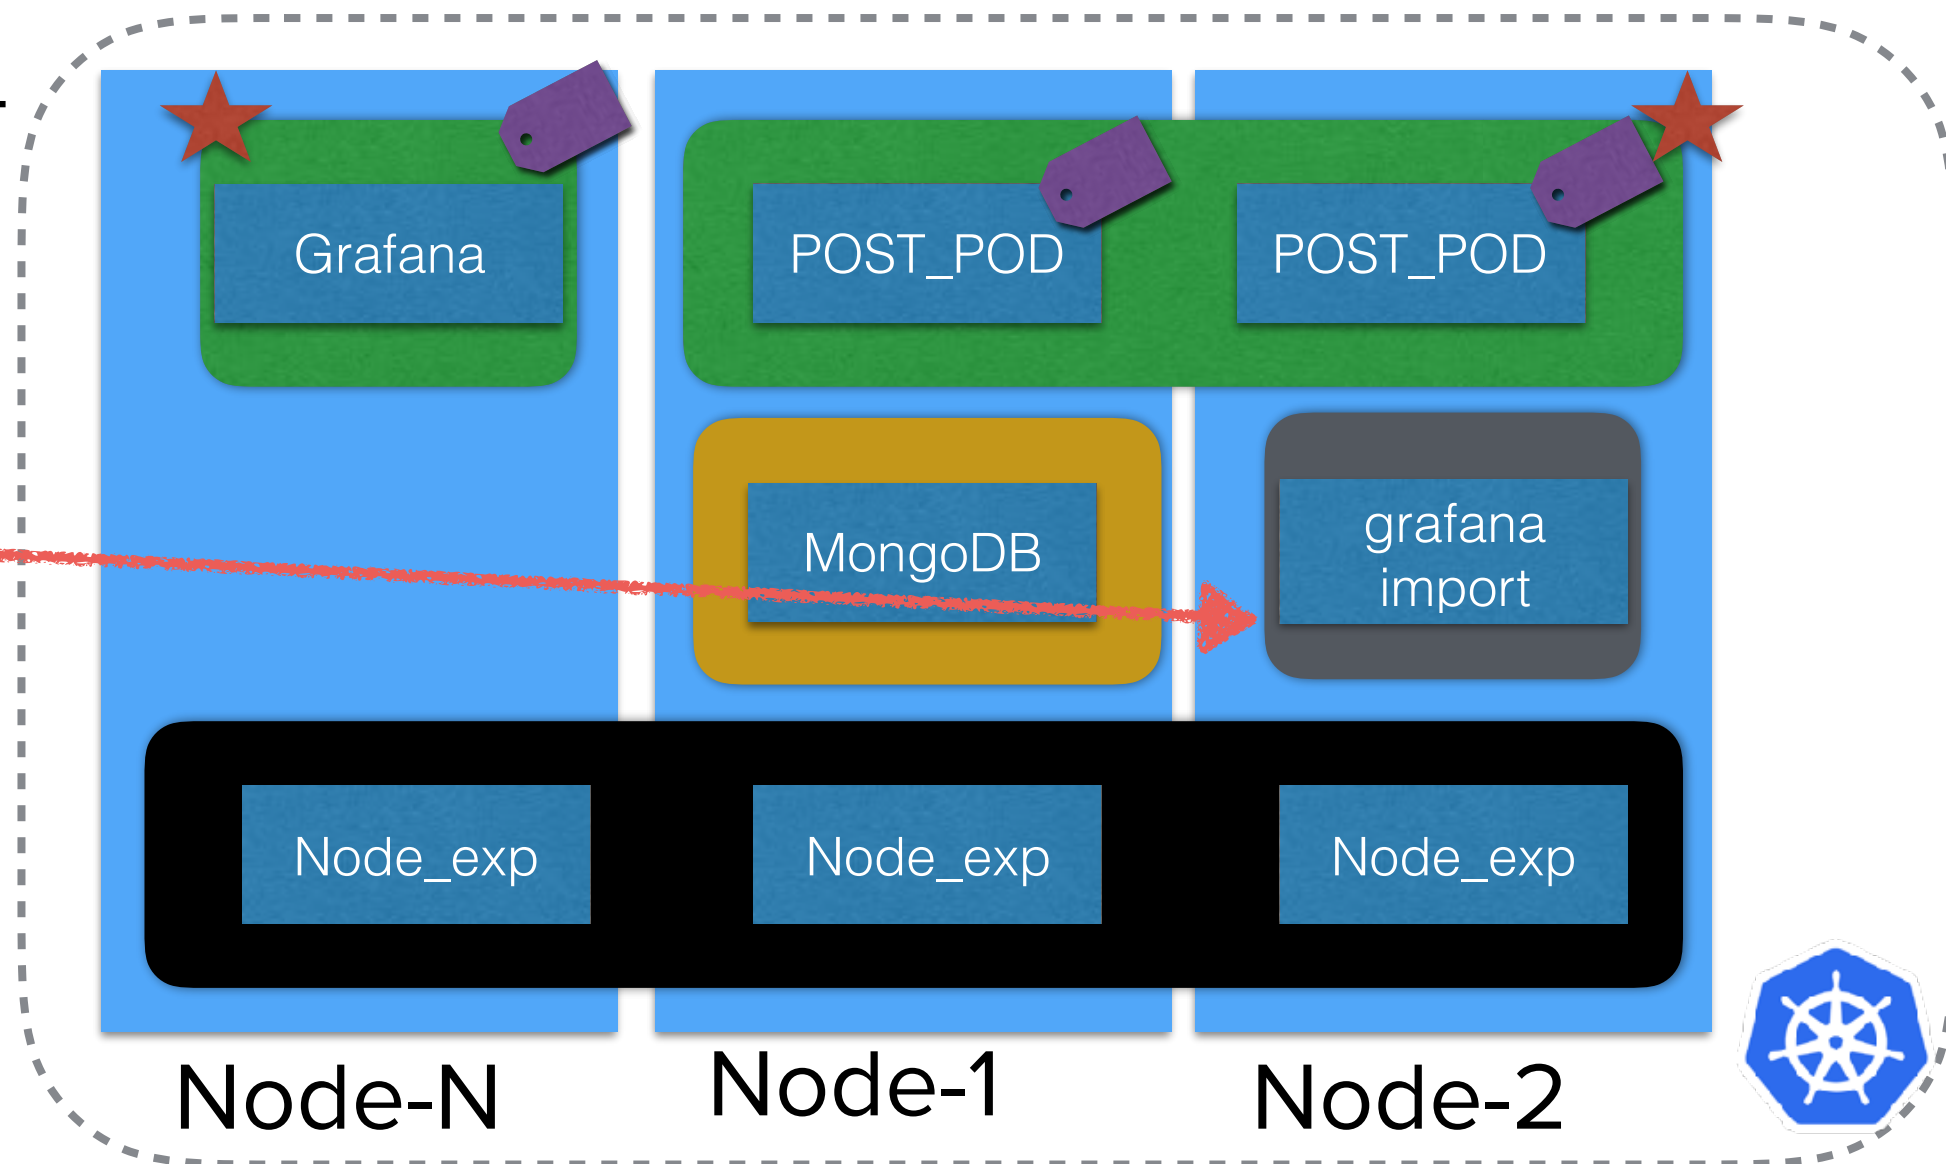 Grafana
POST_POD
POST_POD
MongoDB
grafana
import
Node_exp
Node_exp
Node_exp
Node-N
Node-1
Node-2